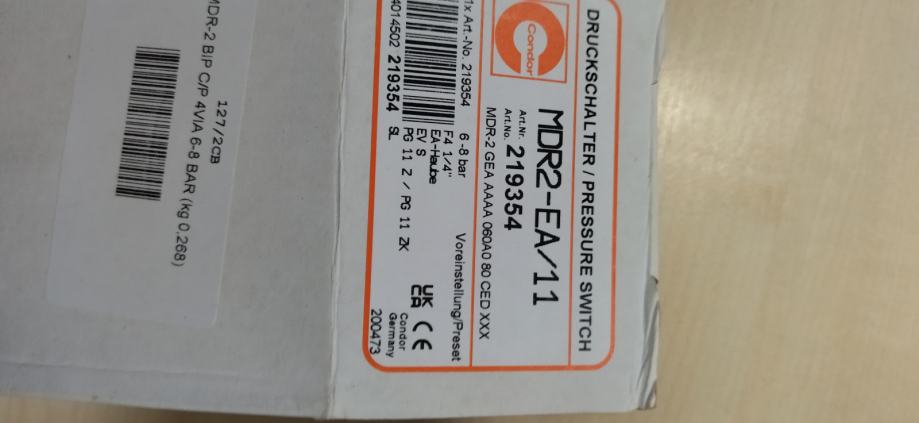 DRUCKSCHALTER / PRESSURE SWITCH
Condor
MDR2-EA/11
Art.Nr.
Art.No. 219354
MDR-2 GEA AAAA 060A0 80 CED XXX
6 -8 bar Voreinstellung/Preset
F4 1/4"
EA-Haube
EV S
PG 11 Z / PG 11 ZK
SL
1x Art.-No. 219354
4014502 219354
UK
CA
CE
Condor
Germany
200473
127/2CB
MDR-2 BIP C/P 4VIA 6-8 BAR (kg 0,268)